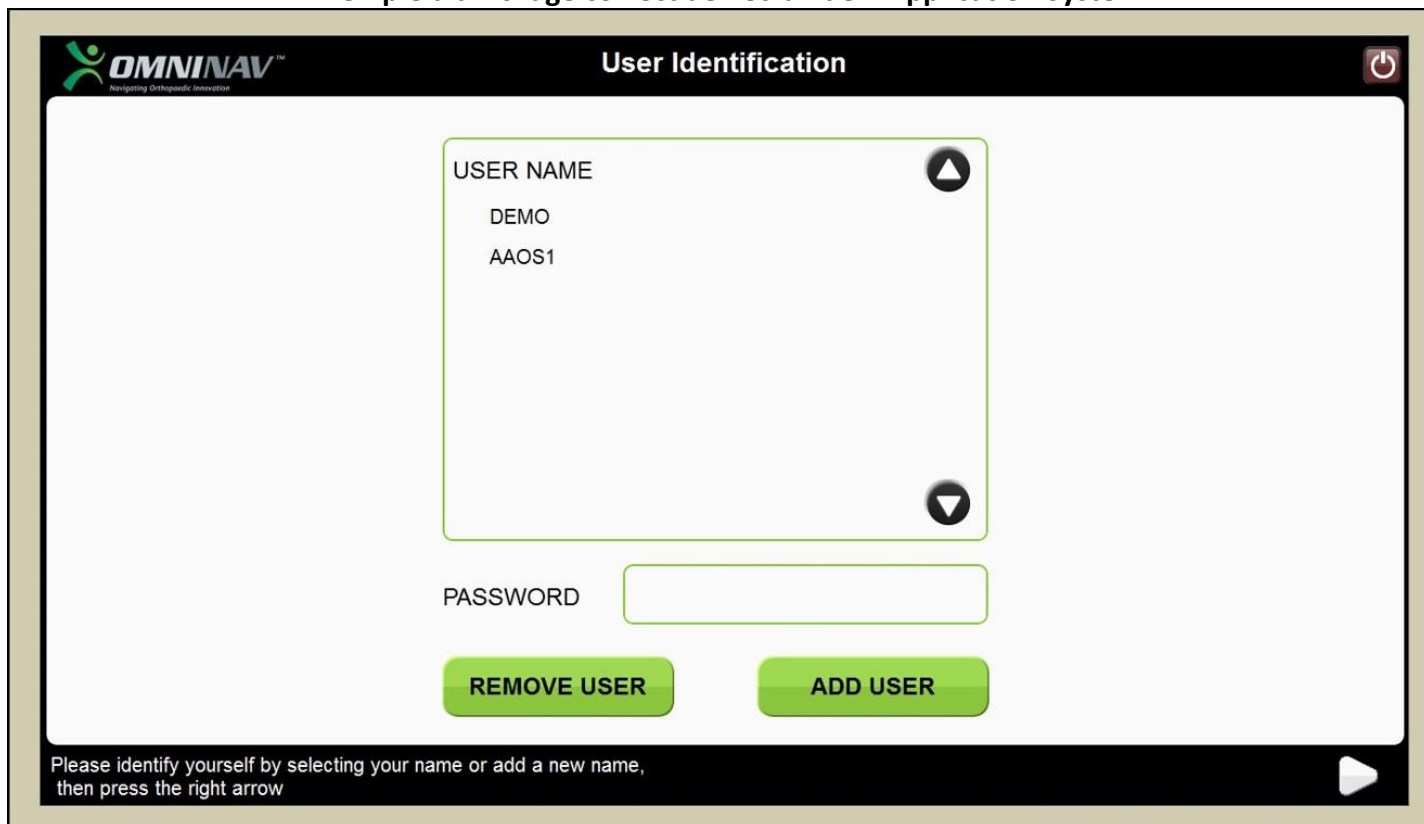 OMNINAV™
Navigating Orthopaedic Innovation
User Identification
USER NAME
DEMO
AAOS1
PASSWORD
REMOVE USER
ADD USER
Please identify yourself by selecting your name or add a new name,
then press the right arrow